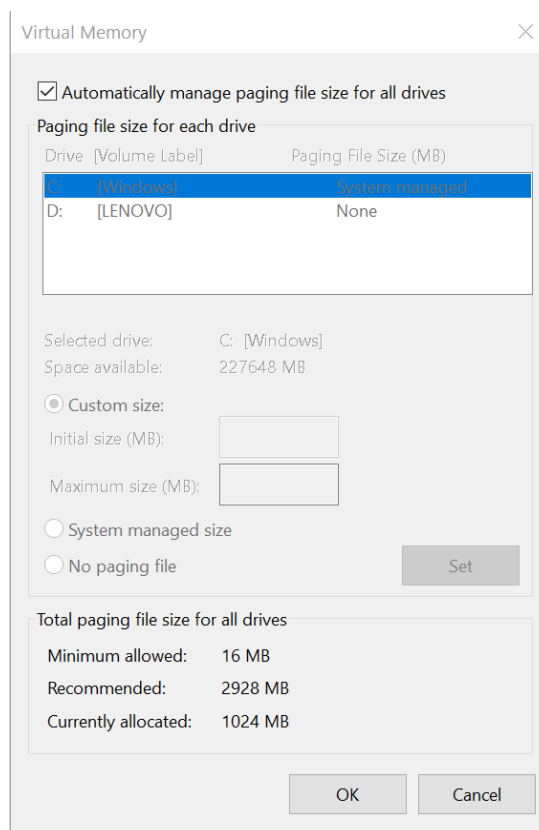 Virtual Memory
Automatically manage paging file size for all drives
Paging file size for each drive
Drive [Volume Label] Paging File Size (MB)
C: [Windows] System managed
D: [LENOVO] None
Selected drive: C: [Windows]
Space available: 227648 MB
Custom size:
Initial size (MB):
Maximum size (MB):
System managed size
No paging file
Set
Total paging file size for all drives
Minimum allowed: 16 MB
Recommended: 2928 MB
Currently allocated: 1024 MB
OK Cancel